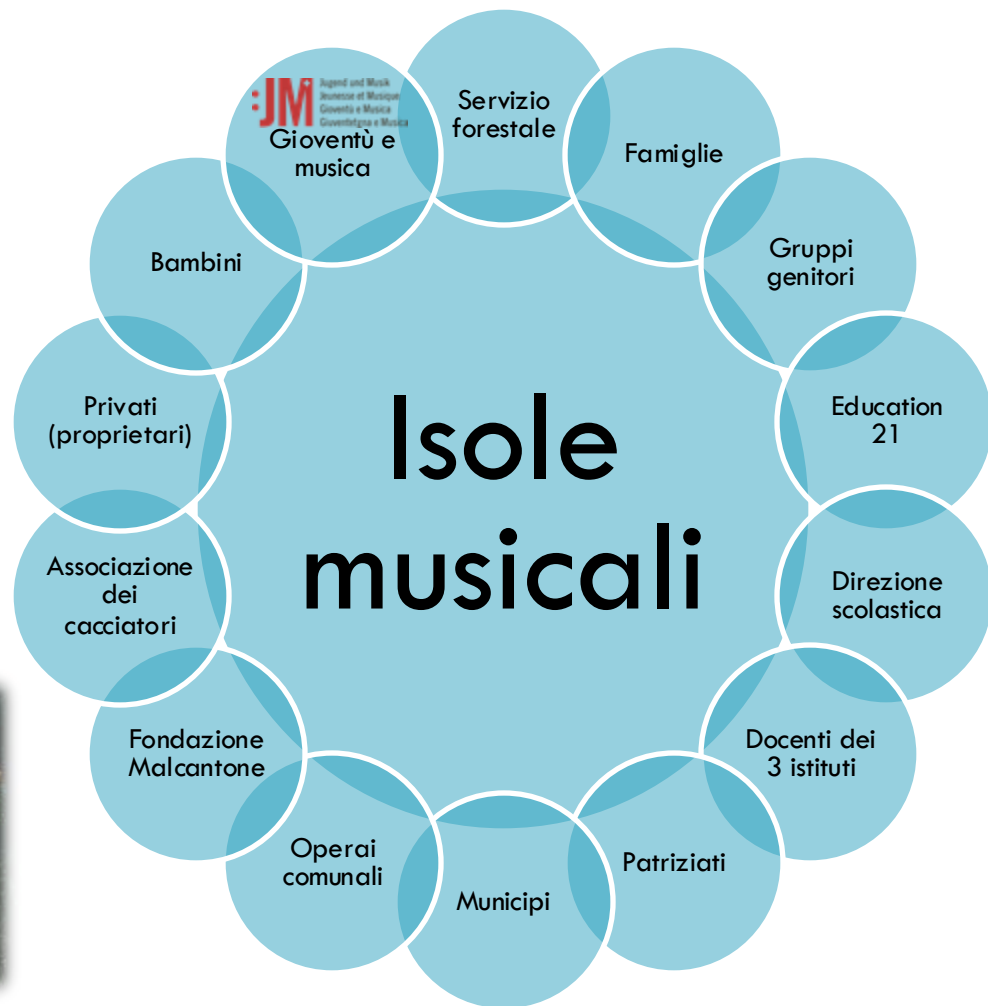 Isole
musicali
Servizio
forestale
Famiglie
Gruppi
genitori
Education
21
Direzione
scolastica
Docenti dei
3 istituti
Patriziati
Municipi
Operai
comunali
Fondazione
Malcantone
Associazione
dei
cacciatori
Privati
(proprietari)
Bambini
:JM
Jugend und Musik
Jeunesse et Musique
Gioventù e Musica
Giuventetgna e Musica
Gioventù e
musica